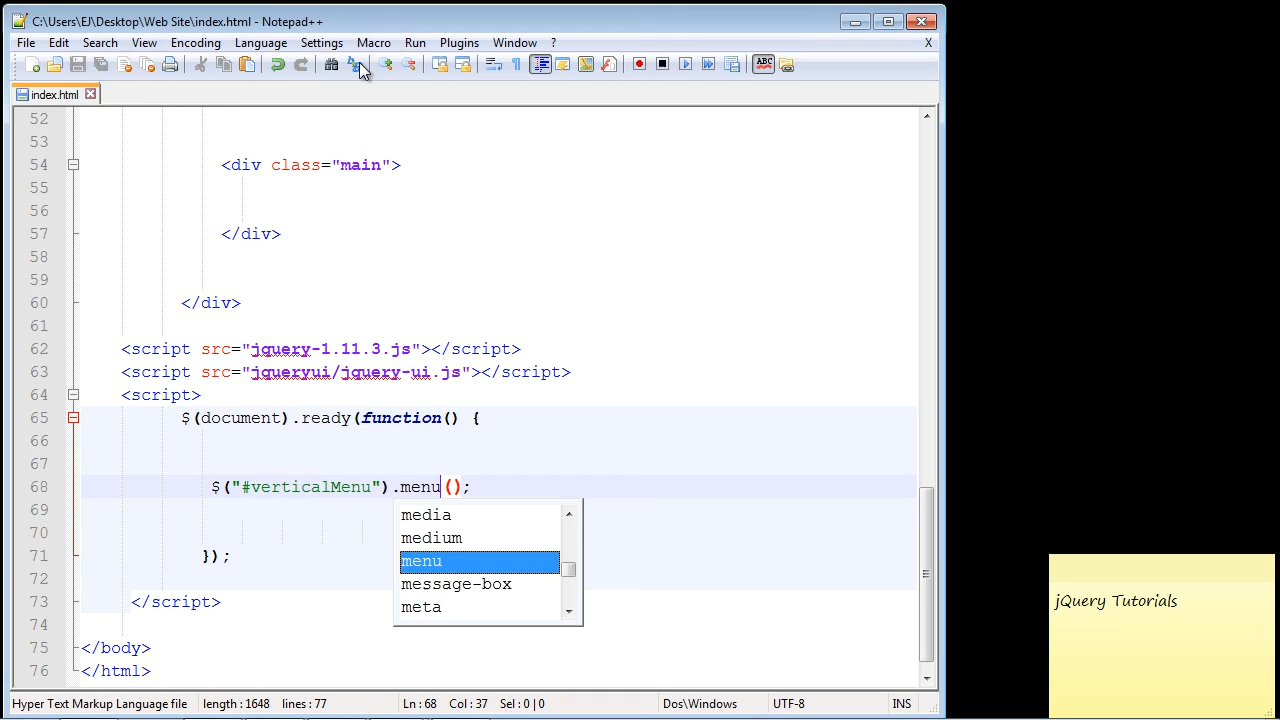 C:\Users\EJ\Desktop\Web Site\index.html - Notepad++
File Edit Search View Encoding Language Settings Macro Run Plugins Window ? X
ABC
index.html
52
53
54 <div class="main">
55
56
57 </div>
58
59
60 </div>
61
62 <script src="jquery-1.11.3.js"></script>
63 <script src="jqueryui/jquery-ui.js"></script>
64 <script>
65 $(document).ready(function() {
66
67
68 $("#verticalMenu").menu();
69
70
71 });
72
73 </script>
74
75 </body>
76 </html>
media
medium
menu
message-box
meta
jQuery Tutorials
Hyper Text Markup Language file length : 1648 lines : 77 Ln : 68 Col : 37 Sel : 0 | 0 Dos\Windows UTF-8 INS